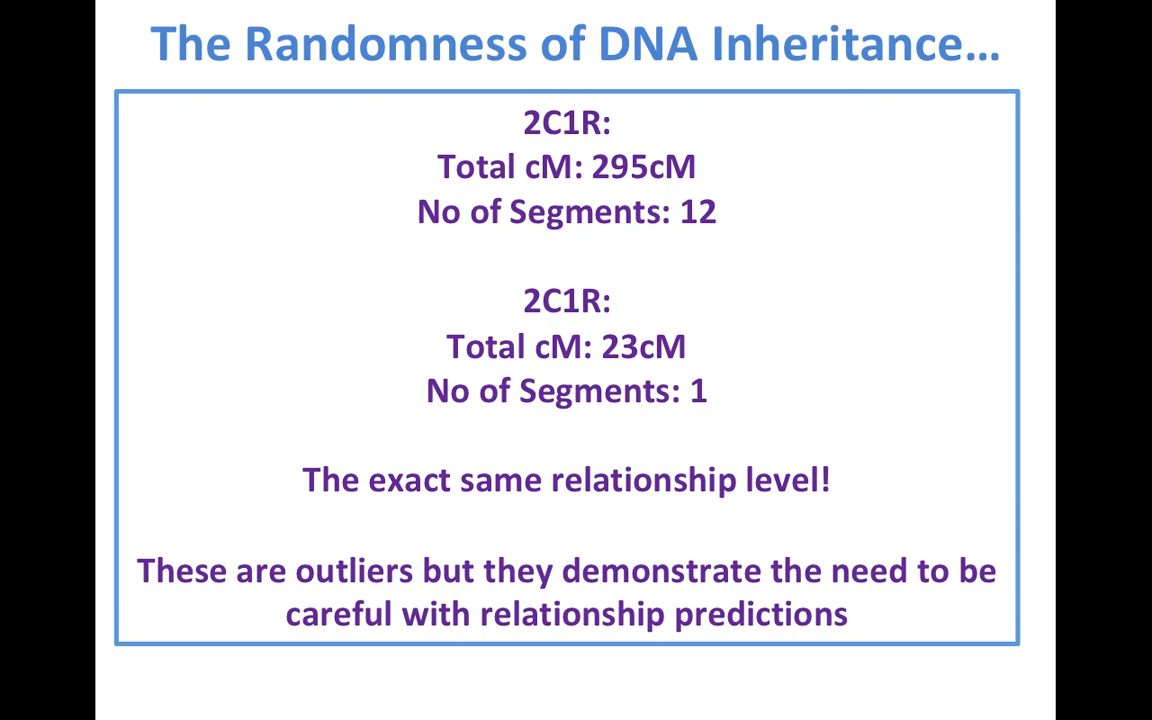 The Randomness of DNA Inheritance…
2C1R:
Total cM: 295cM
No of Segments: 12
2C1R:
Total cM: 23cM
No of Segments: 1
The exact same relationship level!
These are outliers but they demonstrate the need to be
careful with relationship predictions